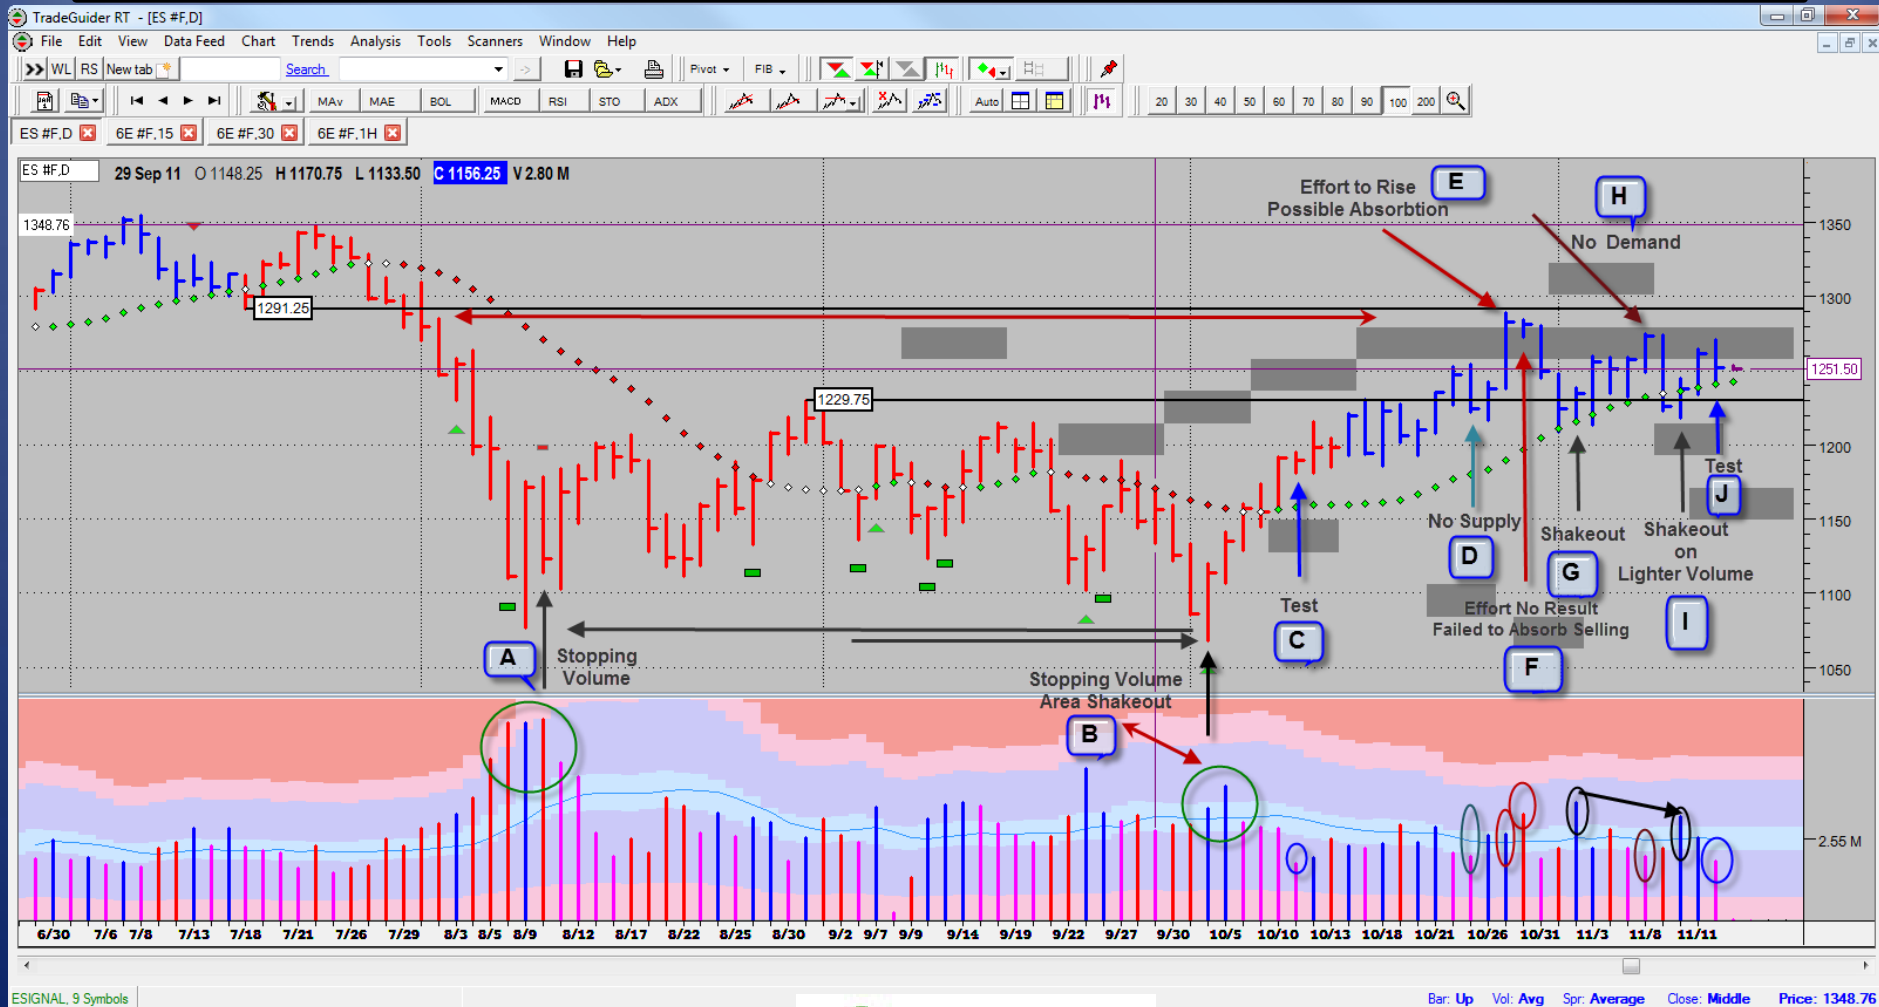 TradeGuider RT - [ES #F,D]
File Edit View Data Feed Chart Trends Analysis Tools Scanners Window Help
WL RS New tab Search Pivot FIB
MAv MAE BOL MACD RSI STO ADX Auto 20 30 40 50 60 70 80 90 100 200
ES #F,D 6E #F,15 6E #F,30 6E #F,1H
ES #F,D 29 Sep 11 O 1148.25 H 1170.75 L 1133.50 C 1156.25 V 2.80 M
Effort to Rise
Possible Absorbtion
E
H
No Demand
1348.76
1350
1300
1291.25
1251.50
1229.75
1200
1150
1100
1050
Test
J
No Supply
D
Shakeout
G
Shakeout
on
Lighter Volume
I
Effort No Result
Failed to Absorb Selling
F
Test
C
A
Stopping
Volume
Stopping Volume
Area Shakeout
B
2.55 M
6/30 7/6 7/8 7/13 7/18 7/21 7/26 7/29 8/3 8/5 8/9 8/12 8/17 8/22 8/25 8/30 9/2 9/7 9/9 9/14 9/19 9/22 9/27 9/30 10/5 10/10 10/13 10/18 10/21 10/26 10/31 11/3 11/8 11/11
ESIGNAL, 9 Symbols
Bar: Up Vol: Avg Spr: Average Close: Middle Price: 1348.76